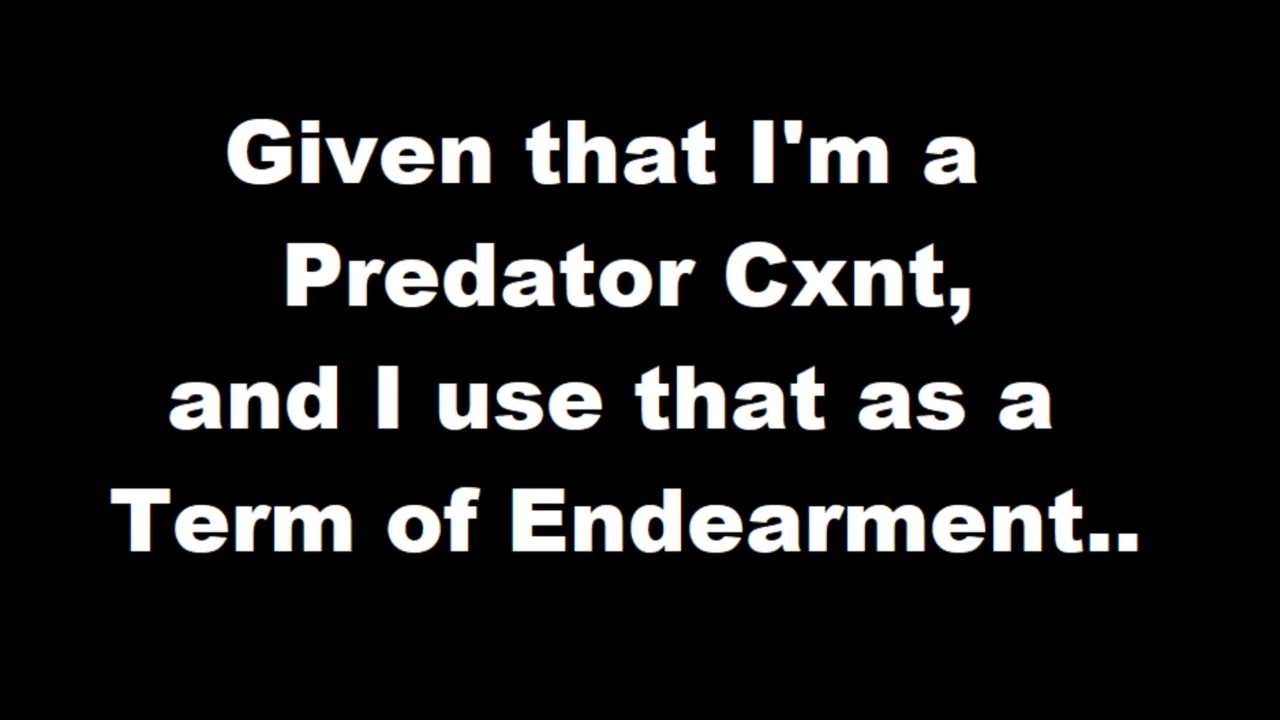 Given that I'm a
Predator Cxnt,
and I use that as a
Term of Endearment..